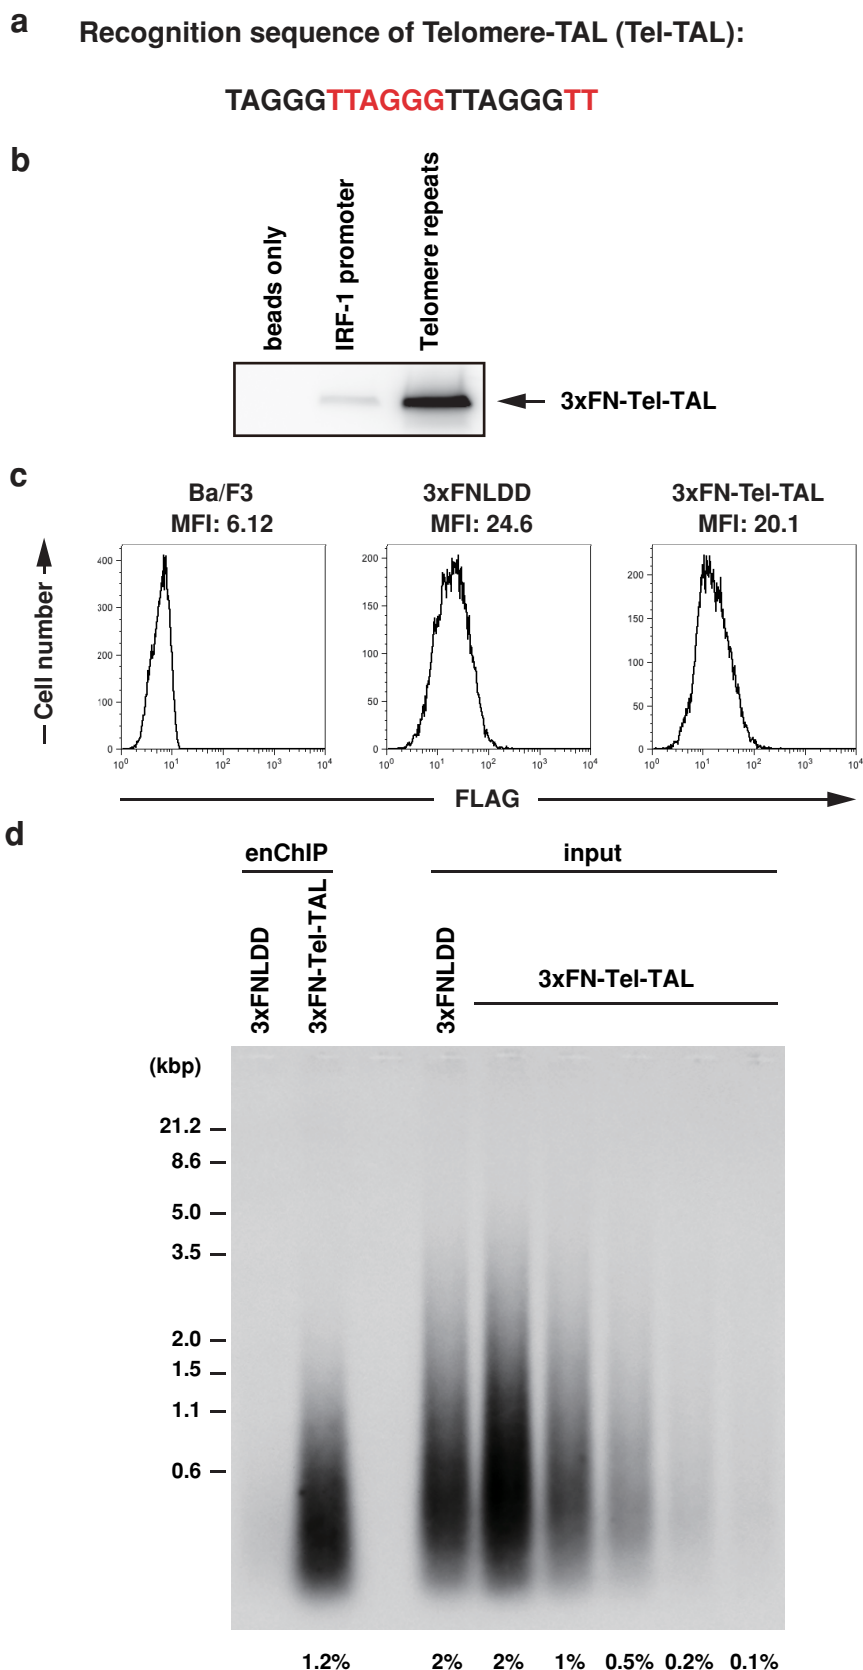 a
Recognition sequence of Telomere-TAL (Tel-TAL):
TAGGGTTAGGGTTAGGGTT
b
beads only
IRF-1 promoter
Telomere repeats
3xFN-Tel-TAL
c
Ba/F3
MFI: 6.12
3xFNLDD
MFI: 24.6
3xFN-Tel-TAL
MFI: 20.1
Cell number
400
300
200
100
0
10⁰ 10¹ 10² 10³ 10⁴
200
150
100
50
0
10⁰ 10¹ 10² 10³ 10⁴
200
150
100
50
0
10⁰ 10¹ 10² 10³ 10⁴
FLAG
d
enChIP
input
3xFNLDD
3xFN-Tel-TAL
3xFNLDD
3xFN-Tel-TAL
(kbp)
21.2
8.6
5.0
3.5
2.0
1.5
1.1
0.6
1.2% 2% 2% 1% 0.5% 0.2% 0.1%